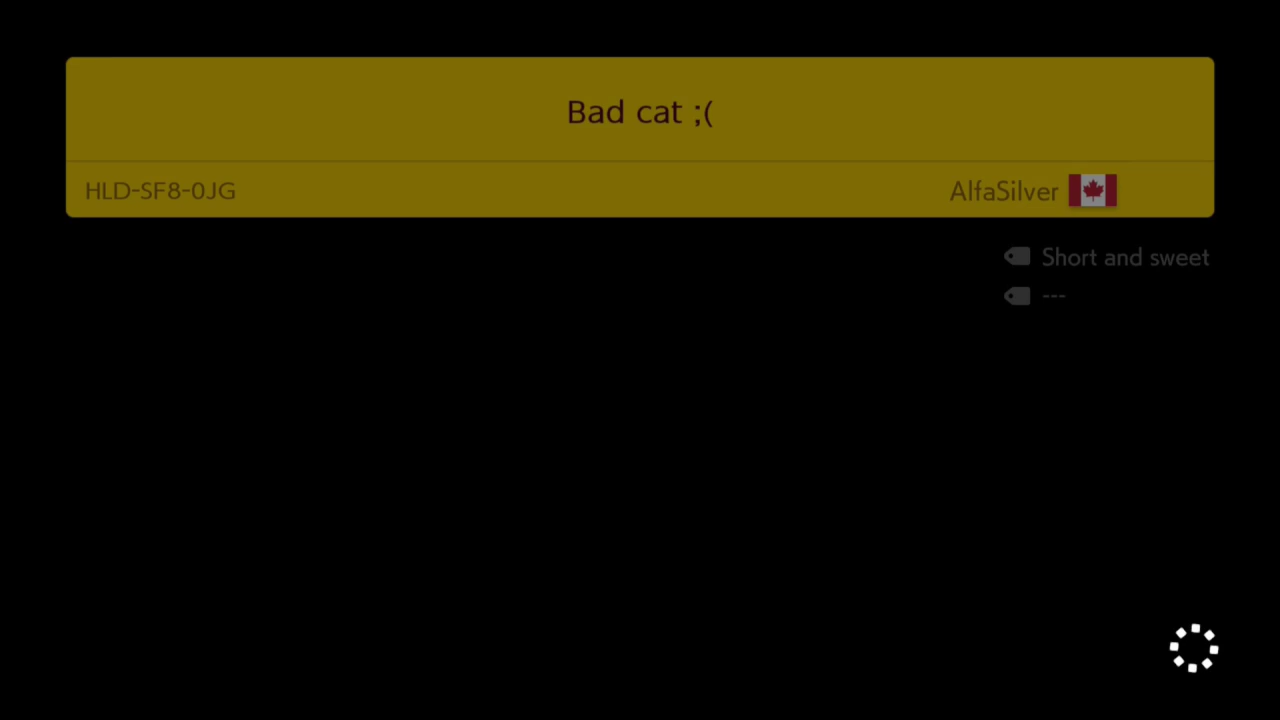 Bad cat ;(
HLD-SF8-0JG
AlfaSilver
Short and sweet
---